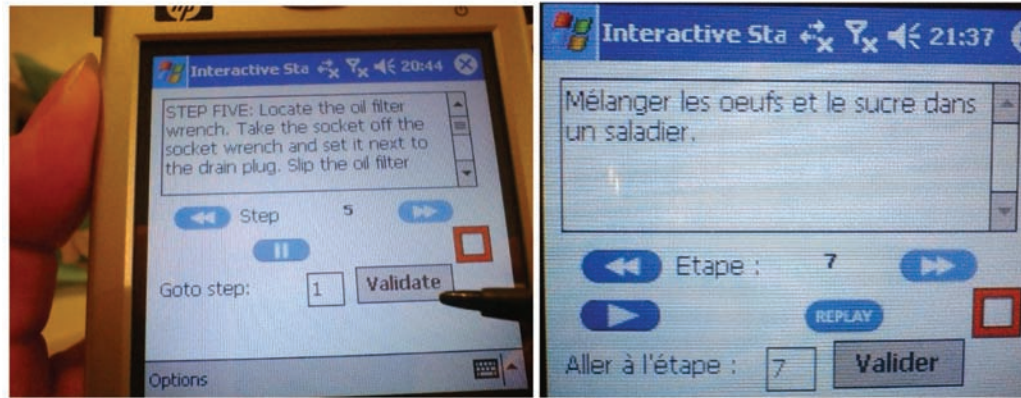 hp
Interactive Sta 20:44
STEP FIVE: Locate the oil filter
wrench. Take the socket off the
socket wrench and set it next to
the drain plug. Slip the oil filter
Step 5
Goto step: 1 Validate
Options
Interactive Sta 21:37
Mélanger les oeufs et le sucre dans
un saladier.
Etape : 7
REPLAY
Aller à l'étape : 7 Valider